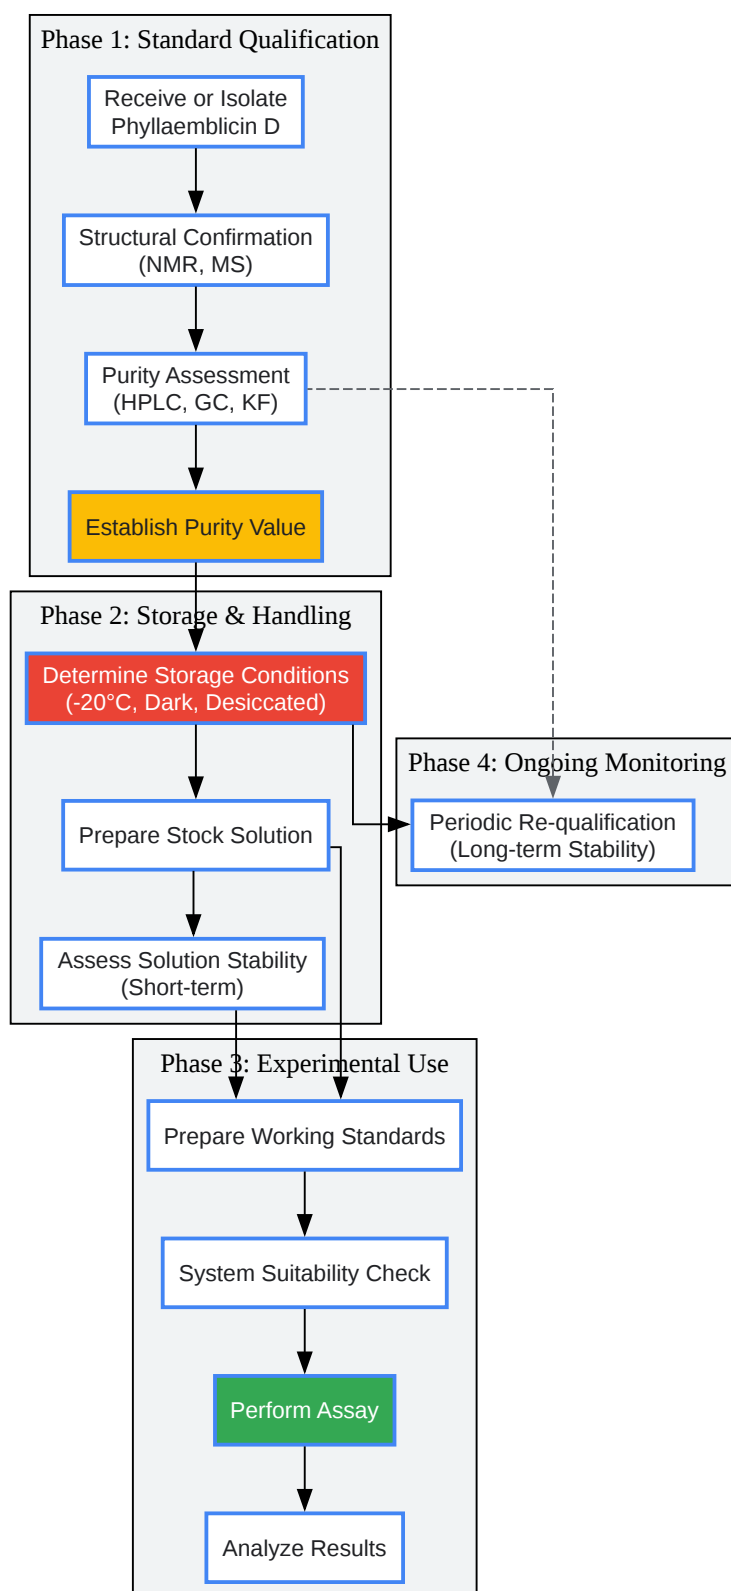 Phase 1: Standard Qualification
Receive or Isolate
Phyllaemblicin D
Structural Confirmation
(NMR, MS)
Purity Assessment
(HPLC, GC, KF)
Establish Purity Value
Phase 2: Storage & Handling
Determine Storage Conditions
(-20°C, Dark, Desiccated)
Prepare Stock Solution
Assess Solution Stability
(Short-term)
Phase 4: Ongoing Monitoring
Periodic Re-qualification
(Long-term Stability)
Phase 3: Experimental Use
Prepare Working Standards
System Suitability Check
Perform Assay
Analyze Results